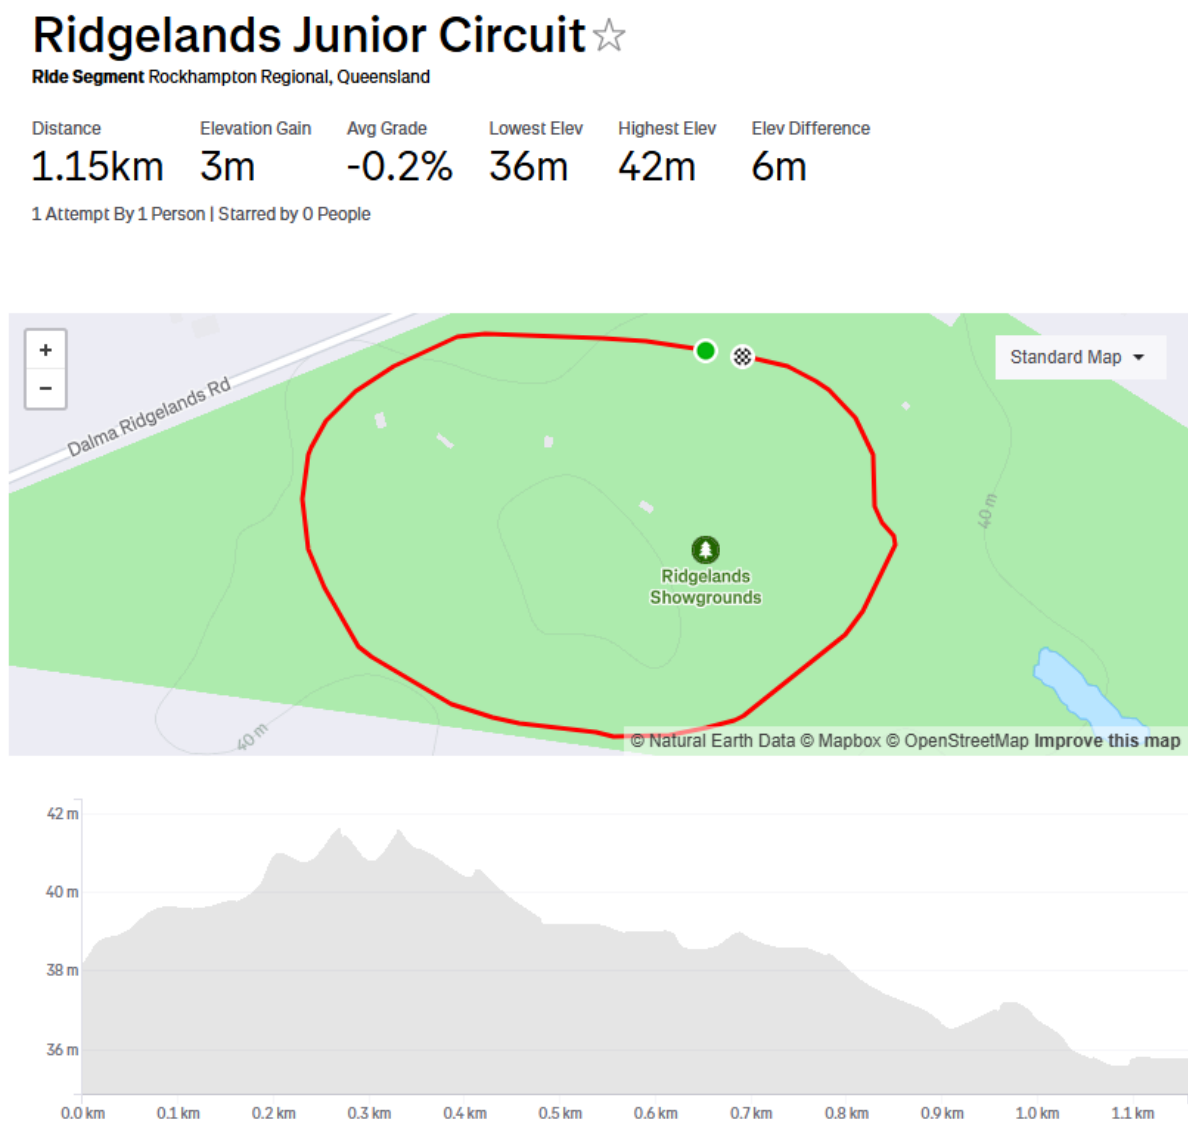 Ridgelands Junior Circuit
Ride Segment Rockhampton Regional, Queensland
Distance Elevation Gain Avg Grade Lowest Elev Highest Elev Elev Difference
1.15km 3m -0.2% 36m 42m 6m
1 Attempt By 1 Person | Starred by 0 People
+
−
Standard Map
Dalma Ridgelands Rd
40 m
Ridgelands
Showgrounds
40 m
© Natural Earth Data © Mapbox © OpenStreetMap Improve this map
42 m
40 m
38 m
36 m
0.0 km 0.1 km 0.2 km 0.3 km 0.4 km 0.5 km 0.6 km 0.7 km 0.8 km 0.9 km 1.0 km 1.1 km